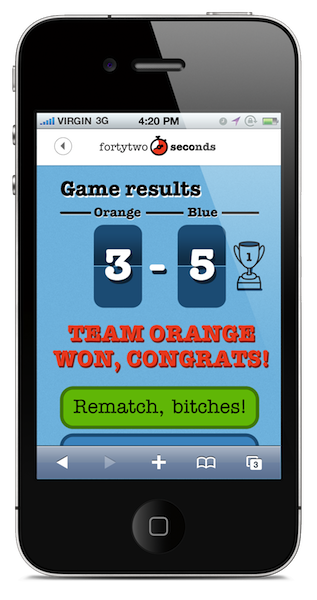 VIRGIN 3G 4:20 PM
fortytwo seconds
Game results
Orange Blue
3 - 5
1
TEAM ORANGE
WON, CONGRATS!
Rematch, bitches!
3